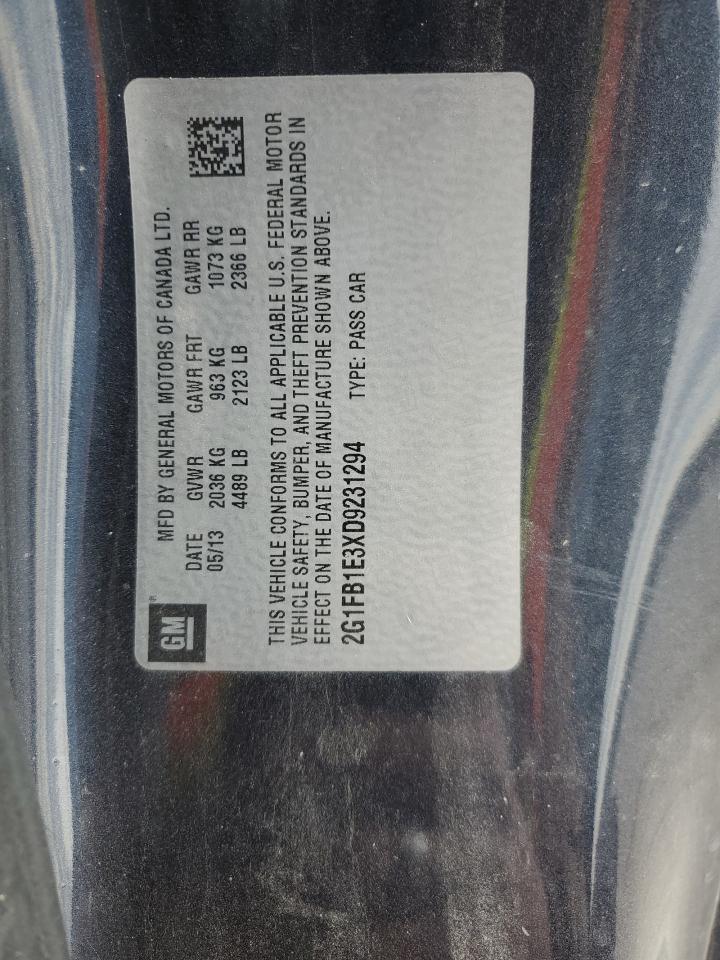 GM®
MFD BY GENERAL MOTORS OF CANADA LTD.
DATE GVWR GAWR FRT GAWR RR
05/13 2036 KG 963 KG 1073 KG
4489 LB 2123 LB 2366 LB
THIS VEHICLE CONFORMS TO ALL APPLICABLE U.S. FEDERAL MOTOR
VEHICLE SAFETY, BUMPER, AND THEFT PREVENTION STANDARDS IN
EFFECT ON THE DATE OF MANUFACTURE SHOWN ABOVE.
2G1FB1E3XD9231294 TYPE: PASS CAR